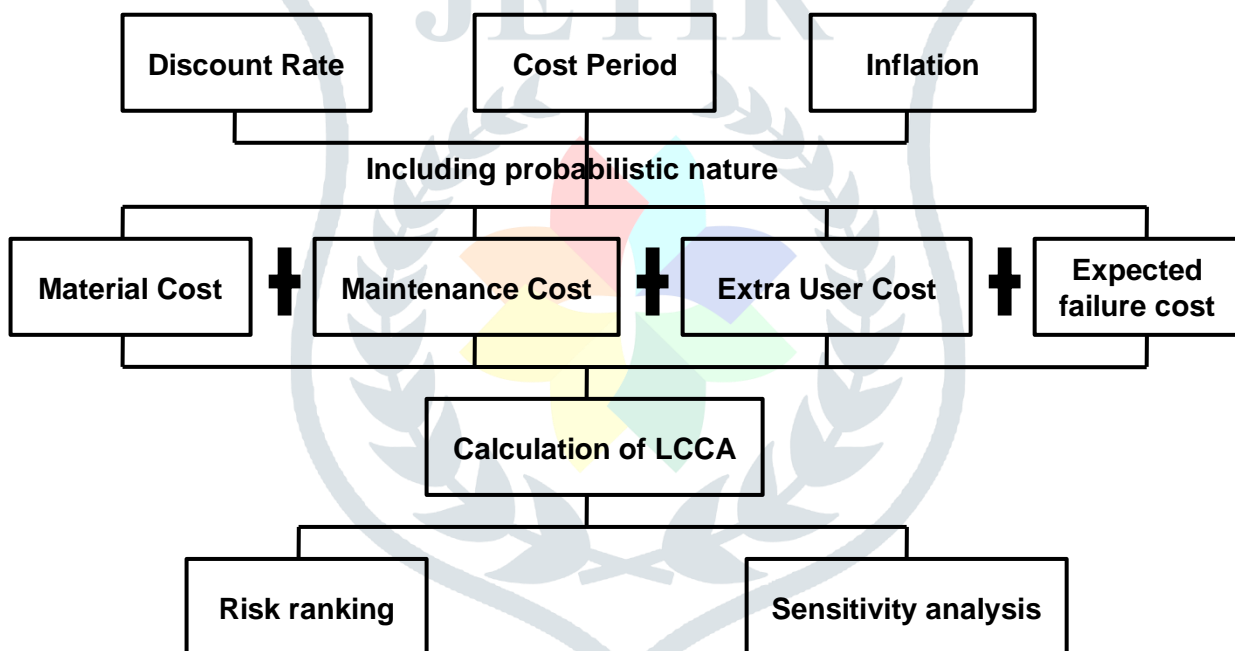 JETIR
Discount Rate
Cost Period
Inflation
Including probabilistic nature
Material Cost
Maintenance Cost
Extra User Cost
Expected
failure cost
Calculation of LCCA
Risk ranking
Sensitivity analysis